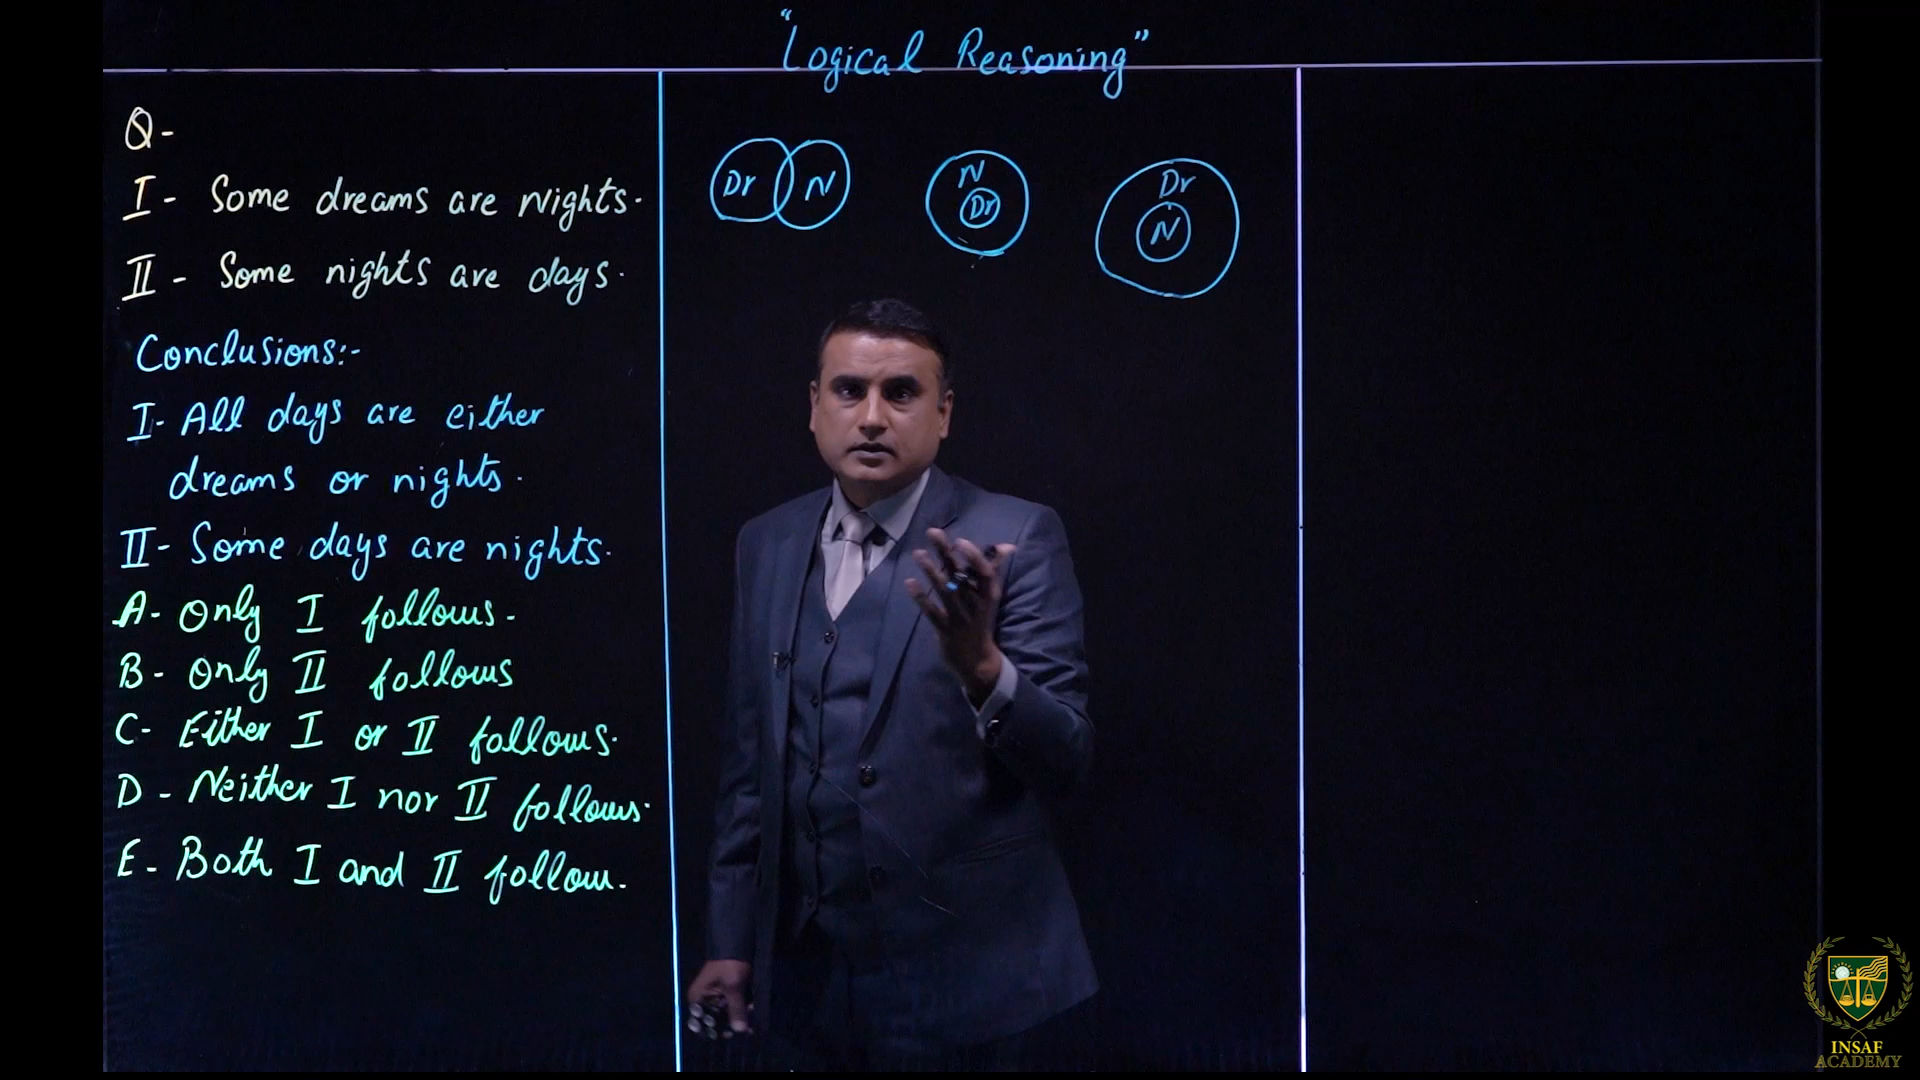 "Logical Reasoning"
Q-
I- Some dreams are Nights.
II- Some nights are days.
Conclusions:-
I- All days are either
dreams or nights.
II- Some days are nights.
A- Only I follows.
B- Only II follows
C- Either I or II follows.
D- Neither I nor II follows.
E- Both I and II follow.
Dr N
N
Dr
Dr
N
INSAF
ACADEMY